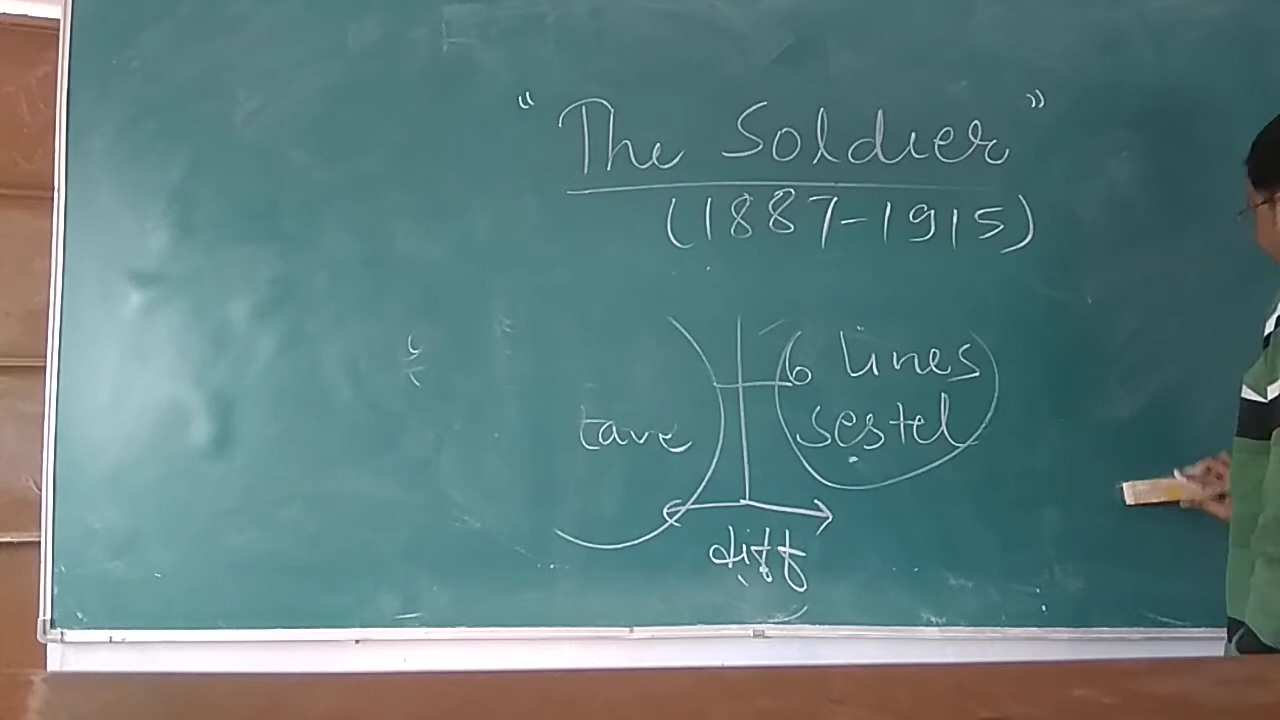 “The Soldier”
(1887-1915)
6 lines
tave sestel
diff